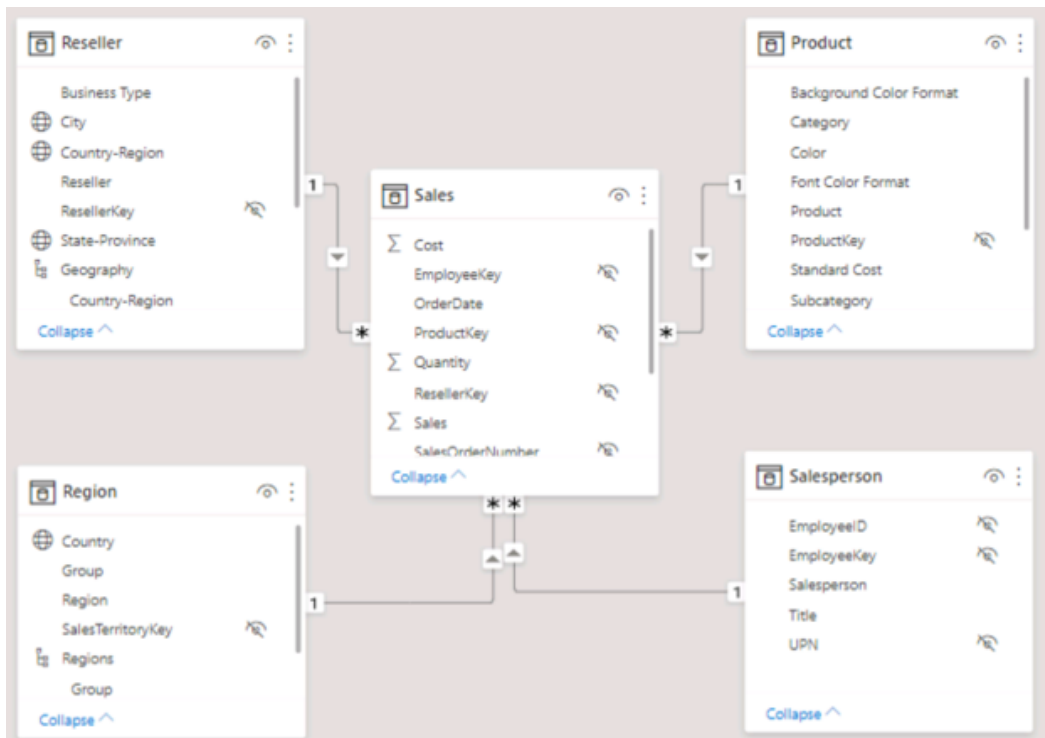 Reseller
Business Type
City
Country-Region
Reseller
ResellerKey
State-Province
Geography
Country-Region
Collapse
1
*
Product
Background Color Format
Category
Color
Font Color Format
Product
ProductKey
Standard Cost
Subcategory
Collapse
1
*
Sales
Σ Cost
EmployeeKey
OrderDate
ProductKey
Σ Quantity
ResellerKey
Σ Sales
SalesOrderNumber
Collapse
* *
Region
Country
Group
Region
SalesTerritoryKey
Regions
Group
Collapse
1
Salesperson
EmployeeID
EmployeeKey
Salesperson
Title
UPN
Collapse
1